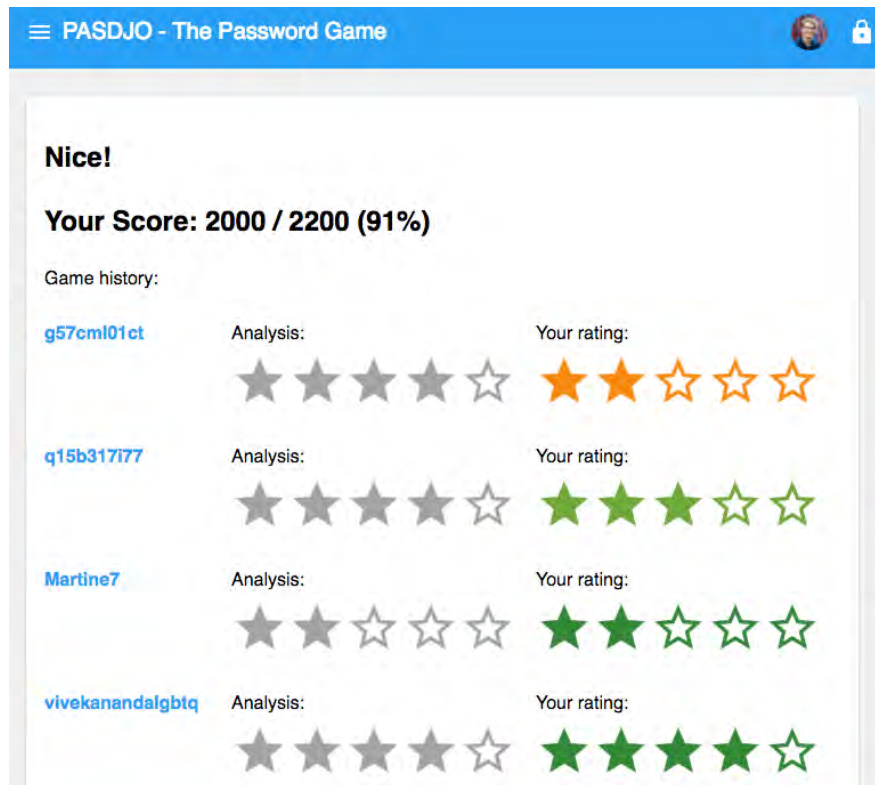 PASDJO - The Password Game
Nice!
Your Score: 2000 / 2200 (91%)
Game history:
g57cml01ct Analysis: Your rating:
q15b317i77 Analysis: Your rating:
Martine7 Analysis: Your rating:
vivekanandalgbtq Analysis: Your rating: